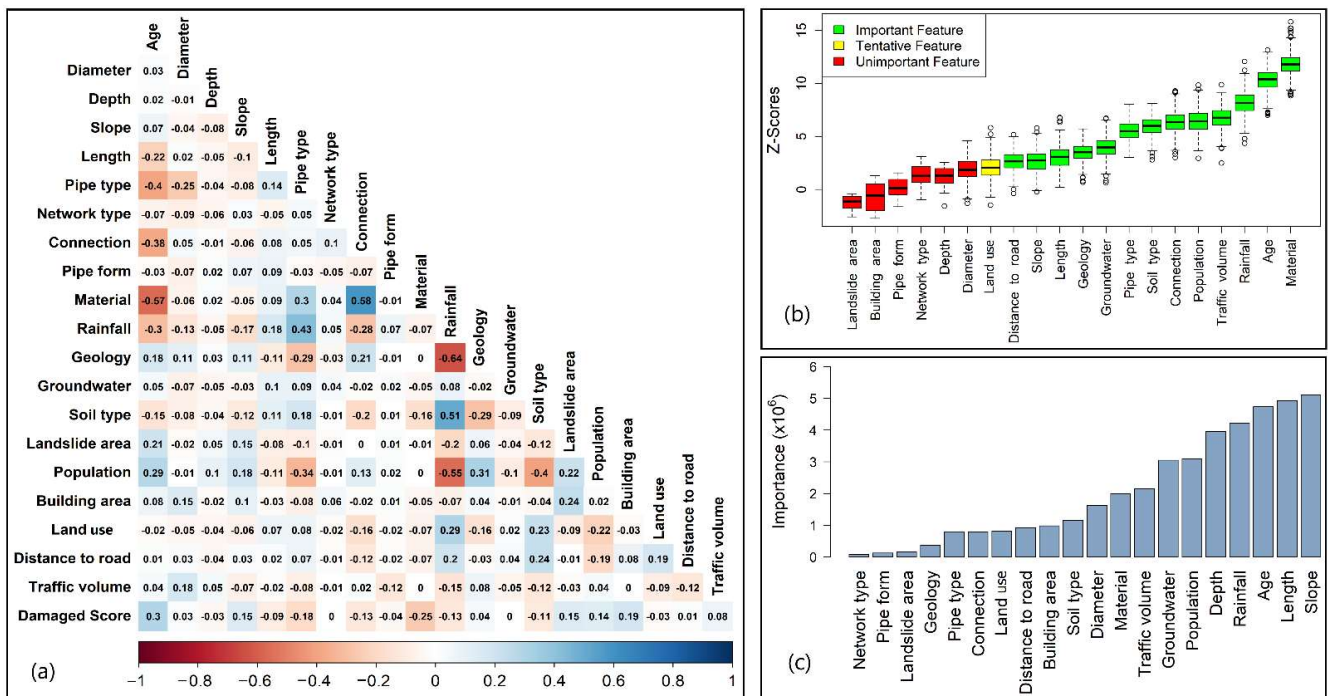 Age
Diameter 0.03 Diameter
Depth 0.02 -0.01 Depth
Slope 0.07 -0.04 -0.08 Slope
Length -0.22 0.02 -0.05 -0.1 Length
Pipe type -0.4 -0.25 -0.04 -0.08 0.14 Pipe type
Network type -0.07 -0.09 -0.06 0.03 -0.05 0.05 Network type
Connection -0.38 0.05 -0.01 -0.06 0.08 0.05 0.1 Connection
Pipe form -0.03 -0.07 0.02 0.07 0.09 -0.03 -0.05 -0.07 Pipe form
Material -0.57 -0.06 0.02 -0.05 0.09 0.3 0.04 0.58 -0.01 Material
Rainfall -0.3 -0.13 -0.05 -0.17 0.18 0.43 0.05 -0.28 0.07 -0.07 Rainfall
Geology 0.18 0.11 0.03 0.11 -0.11 -0.29 -0.03 0.21 -0.01 0 -0.64 Geology
Groundwater 0.05 -0.07 -0.05 -0.03 0.1 0.09 0.04 -0.02 0.02 -0.05 0.08 -0.02 Groundwater
Soil type -0.15 -0.08 -0.04 -0.12 0.11 0.18 -0.01 -0.2 0.01 -0.16 0.51 -0.29 -0.09 Soil type
Landslide area 0.21 -0.02 0.05 0.15 -0.08 -0.1 -0.01 0 0.01 -0.01 -0.2 0.06 -0.04 -0.12 Landslide area
Population 0.29 -0.01 0.1 0.18 -0.11 -0.34 -0.01 0.13 0.02 0 -0.55 0.31 -0.1 -0.4 0.22 Population
Building area 0.08 0.15 -0.02 0.1 -0.03 -0.08 0.06 -0.02 0.01 -0.05 -0.07 0.04 -0.01 -0.04 0.24 0.02 Building area
Land use -0.02 -0.05 -0.04 -0.06 0.07 0.08 -0.02 -0.16 -0.02 -0.07 0.29 -0.16 0.02 0.23 -0.09 -0.22 -0.03 Land use
Distance to road 0.01 0.03 -0.04 -0.03 0.02 0.07 0.01 -0.12 -0.02 -0.07 0.2 -0.03 0.04 0.24 -0.01 -0.19 0.08 0.19 Distance to road
Traffic volume 0.04 0.18 0.05 -0.07 -0.02 -0.08 -0.01 0.02 -0.12 0 -0.15 0.08 -0.05 -0.12 -0.03 0.04 0 -0.09 -0.12 Traffic volume
Damaged Score 0.3 0.03 -0.03 0.15 -0.09 -0.18 0 -0.13 -0.04 -0.25 -0.13 0.04 0 -0.11 0.15 0.14 0.19 -0.03 0.01 0.08
(a)
−1 −0.8 −0.6 −0.4 −0.2 0 0.2 0.4 0.6 0.8 1
Important Feature
Tentative Feature
Unimportant Feature
Z-Scores
15
10
5
0
(b)
Landslide area
Building area
Pipe form
Network type
Depth
Diameter
Land use
Distance to road
Slope
Length
Geology
Groundwater
Pipe type
Soil type
Connection
Population
Traffic volume
Rainfall
Age
Material
Importance (x10⁶)
6
5
4
3
2
1
0
Network type
Pipe form
Landslide area
Geology
Pipe type
Connection
Land use
Distance to road
Building area
Soil type
Diameter
Material
Traffic volume
Groundwater
Population
Depth
Rainfall
Age
Length
Slope
(c)